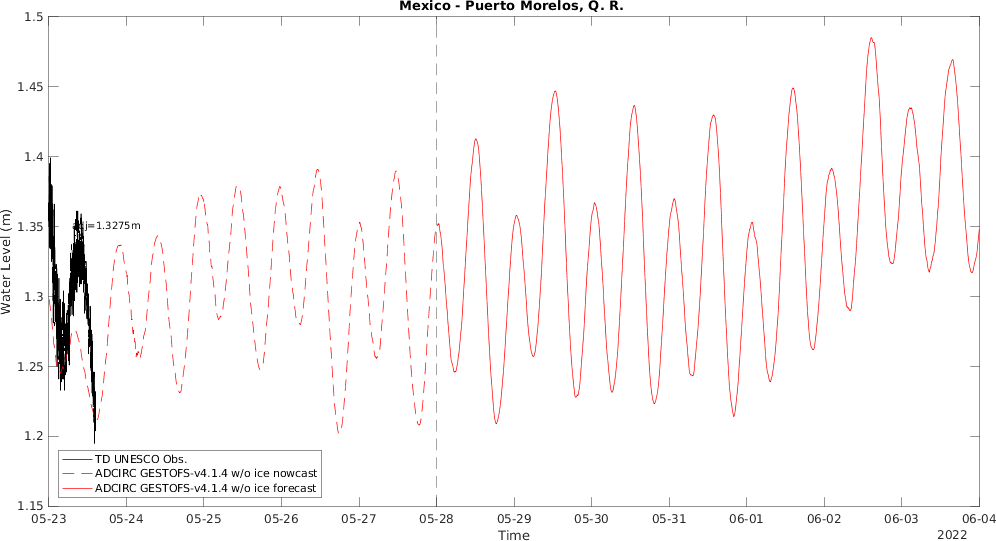 Mexico - Puerto Morelos, Q. R.
1.5
1.45
1.4
1.35
1.3
1.25
1.2
1.15
Water Level (m)
j=1.3275m
TD UNESCO Obs.
ADCIRC GESTOFS-v4.1.4 w/o ice nowcast
ADCIRC GESTOFS-v4.1.4 w/o ice forecast
05-23 05-24 05-25 05-26 05-27 05-28 05-29 05-30 05-31 06-01 06-02 06-03 06-04
Time
2022